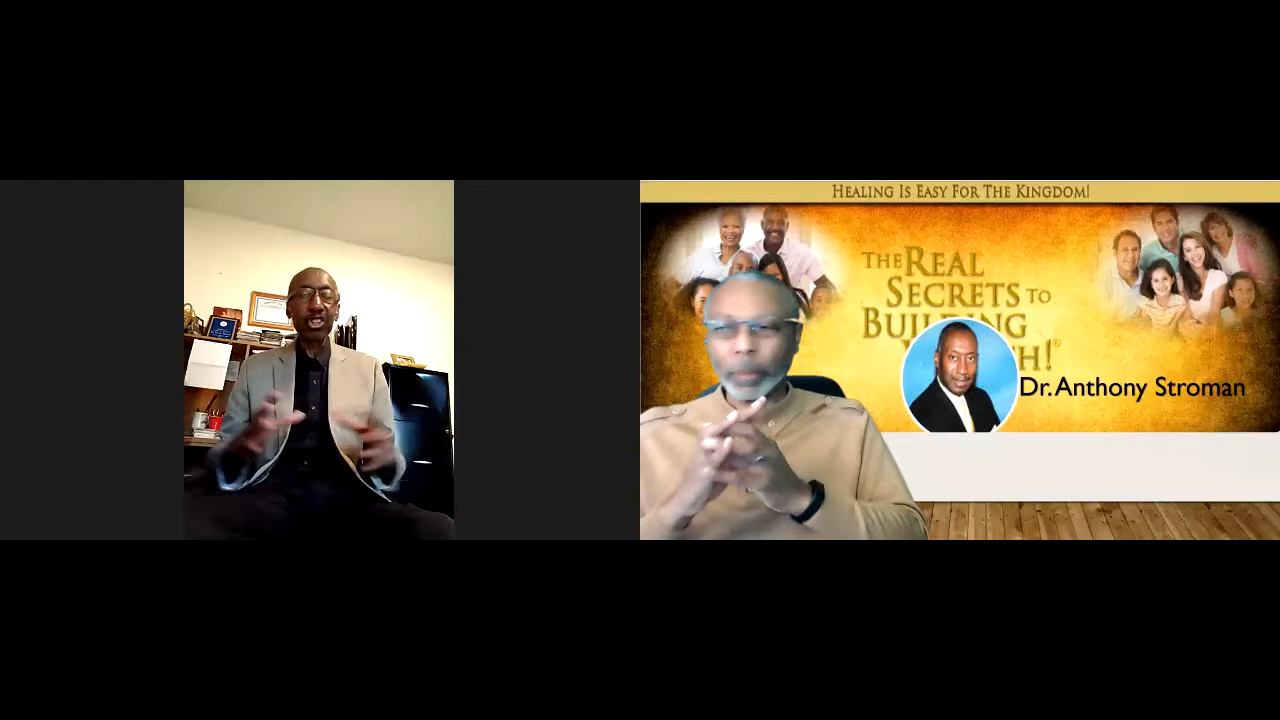 HEALING IS EASY FOR THE KINGDOM!
THE REAL
SECRETS TO
BUILDING
Dr. Anthony Stroman